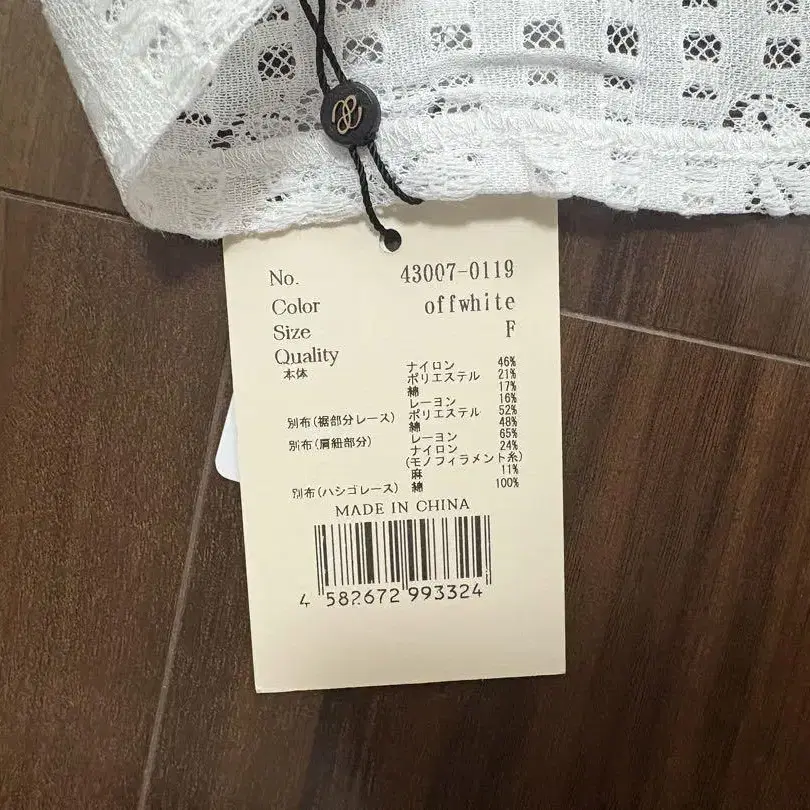 No. 43007-0119
Color offwhite
Size F
Quality
本体 ナイロン 46%
ポリエステル 21%
綿 17%
レーヨン 16%
別布(裾部分レース) ポリエステル 52%
綿 48%
別布(肩紐部分) レーヨン 65%
ナイロン 24%
(モノフィラメント糸)
麻 11%
別布(ハシゴレース) 綿 100%
MADE IN CHINA
4 582672 993324